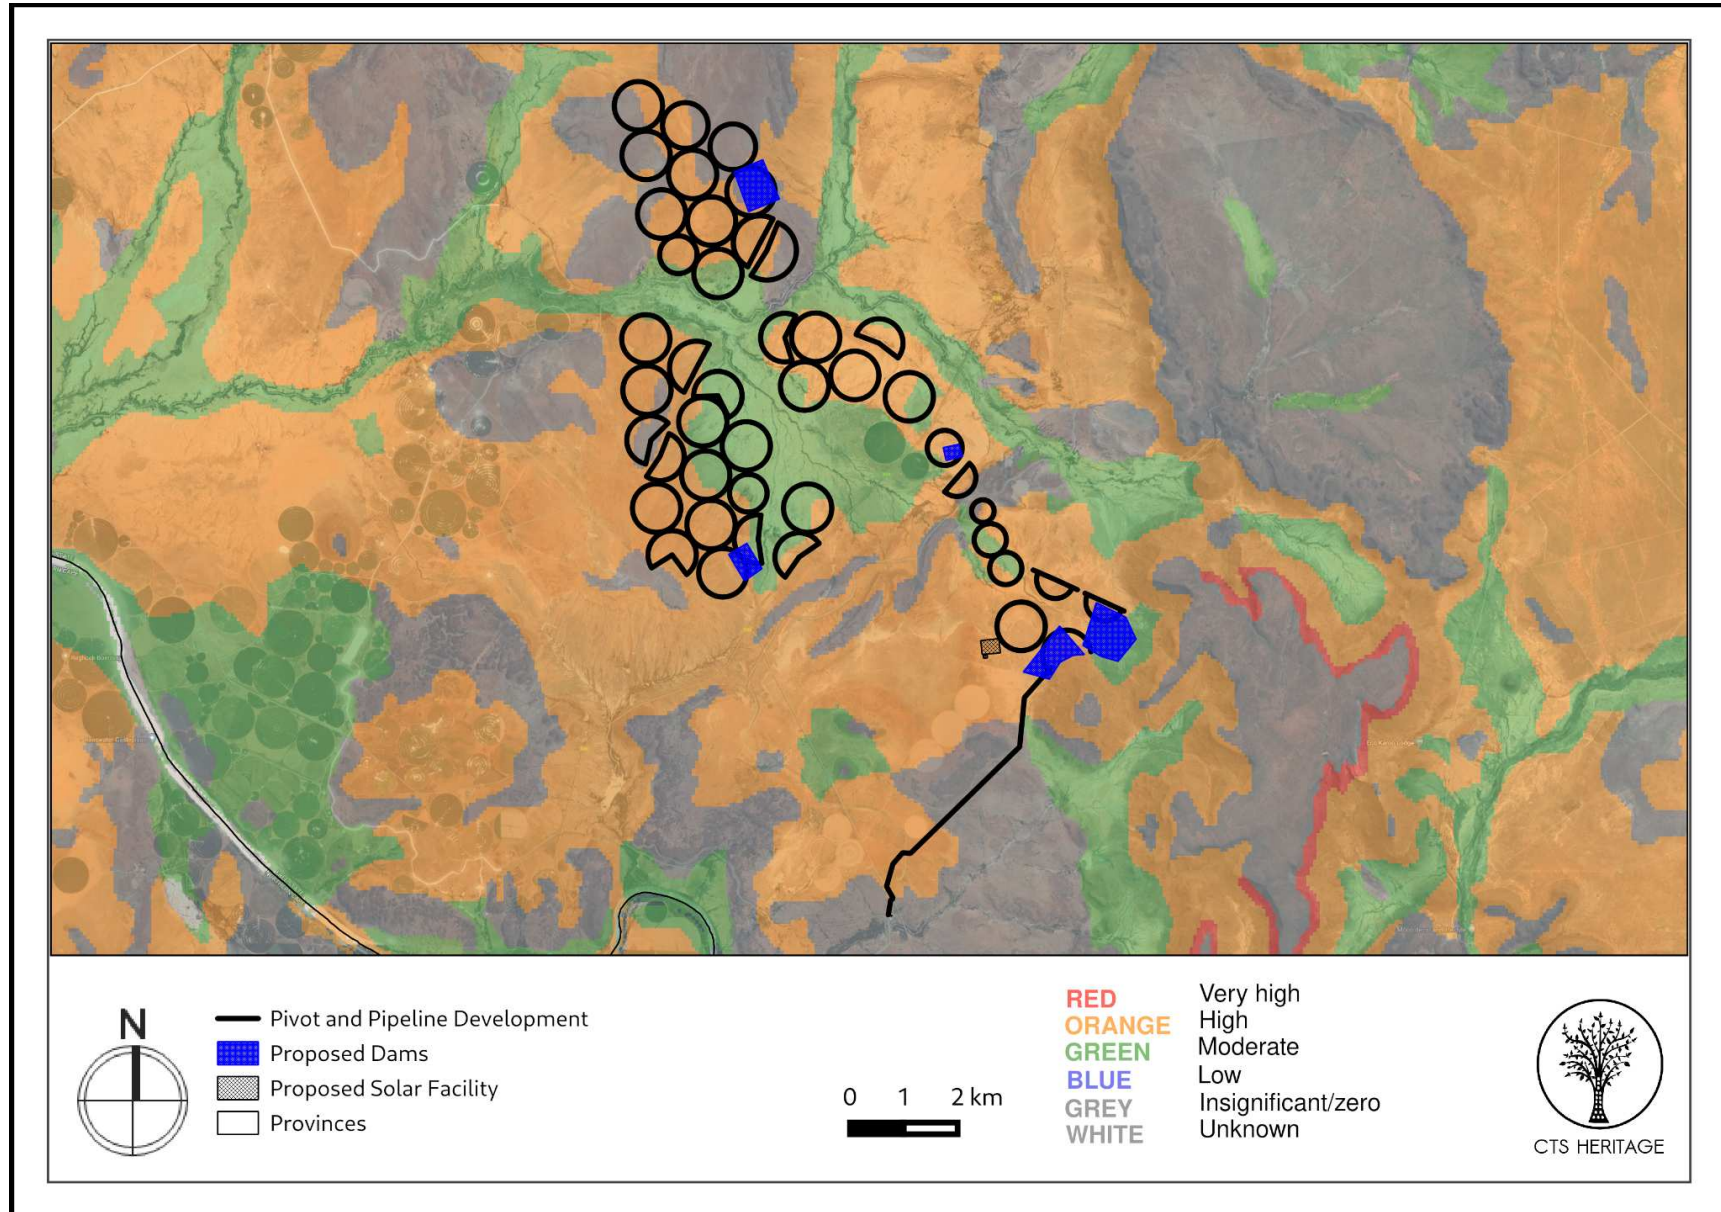 N
Pivot and Pipeline Development
Proposed Dams
Proposed Solar Facility
Provinces
0 1 2 km
RED Very high
ORANGE High
GREEN Moderate
BLUE Low
GREY Insignificant/zero
WHITE Unknown
CTS HERITAGE